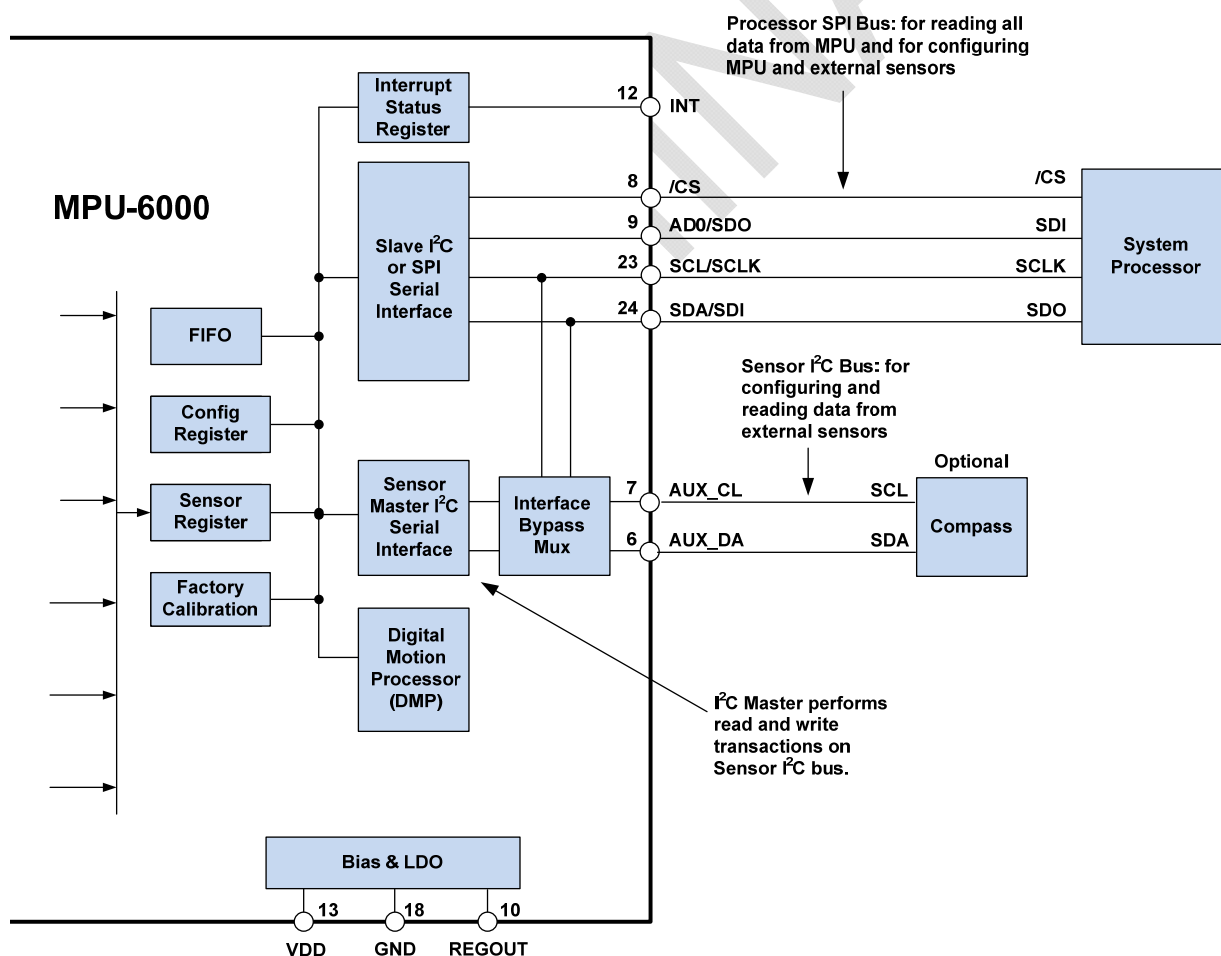 Processor SPI Bus: for reading all
data from MPU and for configuring
MPU and external sensors
Interrupt
Status
Register
12
INT
MPU-6000
8
/CS
/CS
9
AD0/SDO
SDI
Slave I²C
or SPI
Serial
Interface
23
SCL/SCLK
SCLK
System
Processor
24
SDA/SDI
SDO
FIFO
Sensor I²C Bus: for
configuring and
reading data from
external sensors
Config
Register
Optional
Sensor
Register
Sensor
Master I²C
Serial
Interface
Interface
Bypass
Mux
7
AUX_CL
SCL
6
AUX_DA
SDA
Compass
Factory
Calibration
Digital
Motion
Processor
(DMP)
I²C Master performs
read and write
transactions on
Sensor I²C bus.
Bias & LDO
13
18
10
VDD
GND
REGOUT